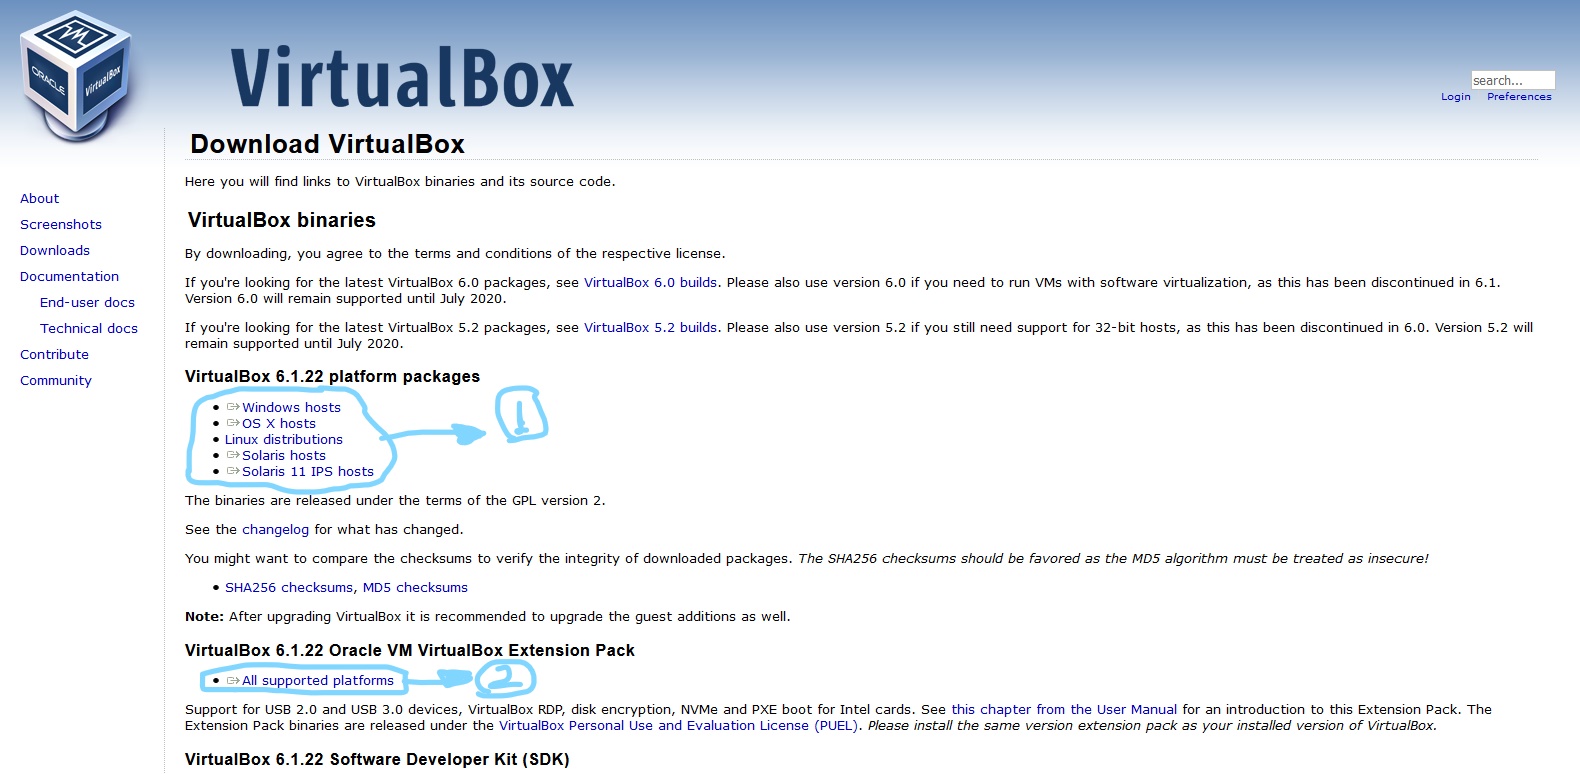 VM
ORACLE
VirtualBox
VirtualBox
search...
Login Preferences
Download VirtualBox
Here you will find links to VirtualBox binaries and its source code.
About
Screenshots
Downloads
Documentation
End-user docs
Technical docs
Contribute
Community
VirtualBox binaries
By downloading, you agree to the terms and conditions of the respective license.
If you're looking for the latest VirtualBox 6.0 packages, see VirtualBox 6.0 builds. Please also use version 6.0 if you need to run VMs with software virtualization, as this has been discontinued in 6.1.
Version 6.0 will remain supported until July 2020.
If you're looking for the latest VirtualBox 5.2 packages, see VirtualBox 5.2 builds. Please also use version 5.2 if you still need support for 32-bit hosts, as this has been discontinued in 6.0. Version 5.2 will
remain supported until July 2020.
VirtualBox 6.1.22 platform packages
• Windows hosts
• OS X hosts
• Linux distributions
• Solaris hosts
• Solaris 11 IPS hosts
1
The binaries are released under the terms of the GPL version 2.
See the changelog for what has changed.
You might want to compare the checksums to verify the integrity of downloaded packages. The SHA256 checksums should be favored as the MD5 algorithm must be treated as insecure!
• SHA256 checksums, MD5 checksums
Note: After upgrading VirtualBox it is recommended to upgrade the guest additions as well.
VirtualBox 6.1.22 Oracle VM VirtualBox Extension Pack
• All supported platforms
2
Support for USB 2.0 and USB 3.0 devices, VirtualBox RDP, disk encryption, NVMe and PXE boot for Intel cards. See this chapter from the User Manual for an introduction to this Extension Pack. The
Extension Pack binaries are released under the VirtualBox Personal Use and Evaluation License (PUEL). Please install the same version extension pack as your installed version of VirtualBox.
VirtualBox 6.1.22 Software Developer Kit (SDK)